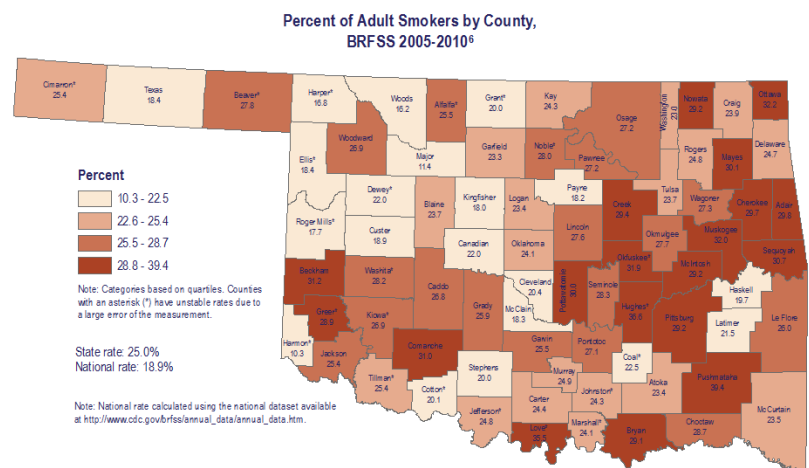 Percent of Adult Smokers by County,
BRFSS 2005-2010⁶
Cimarron*
25.4
Texas
18.4
Beaver*
27.8
Harper*
16.8
Woods
16.2
Alfalfa*
25.5
Grant*
20.0
Kay
24.3
Osage
27.2
Washington
23.0
Nowata
29.2
Craig
23.9
Ottawa
32.2
Woodward
26.9
Major
11.4
Garfield
23.3
Noble*
28.0
Pawnee
27.2
Rogers
24.8
Mayes
30.1
Delaware
24.7
Ellis*
18.4
Dewey*
22.0
Blaine
23.7
Kingfisher
18.0
Logan
23.4
Payne
18.2
Creek
29.4
Tulsa
23.7
Wagoner
27.3
Cherokee
29.7
Adair
29.8
Roger Mills*
17.7
Custer
18.9
Canadian
22.0
Oklahoma
24.1
Lincoln
27.6
Okmulgee
27.7
Muskogee
32.0
Sequoyah
30.7
Beckham
31.2
Washita*
28.2
Caddo
26.8
Grady
25.9
Cleveland
20.4
McClain
18.3
Pottawatomie
Seminole
28.3
Okfuskee*
31.9
McIntosh
29.2
Haskell
19.7
Hughes*
Pittsburg
29.2
Latimer
21.5
Le Flore
26.0
Greer*
28.9
Kiowa*
26.9
Harmon*
10.3
Jackson
25.4
Comanche
31.0
Tillman*
25.4
Cotton*
20.1
Stephers
20.0
Garvin
25.5
Pontotoc
27.1
Coal*
22.5
Murray
24.9
Johnston*
24.3
Atoka
23.4
Pushmataha
39.4
McCurtain
23.5
Jefferson*
24.8
Carter
24.4
Love*
Marshall*
24.1
Bryan
29.1
Choctaw
28.7
Percent
10.3 - 22.5
22.6 - 25.4
25.5 - 28.7
28.8 - 39.4
Note: Categories based on quartiles. Counties
with an asterisk (*) have unstable rates due to
a large error of the measurement.
State rate: 25.0%
National rate: 18.9%
Note: National rate calculated using the national dataset available
at http://www.cdc.gov/brfss/annual_data/annual_data.htm.